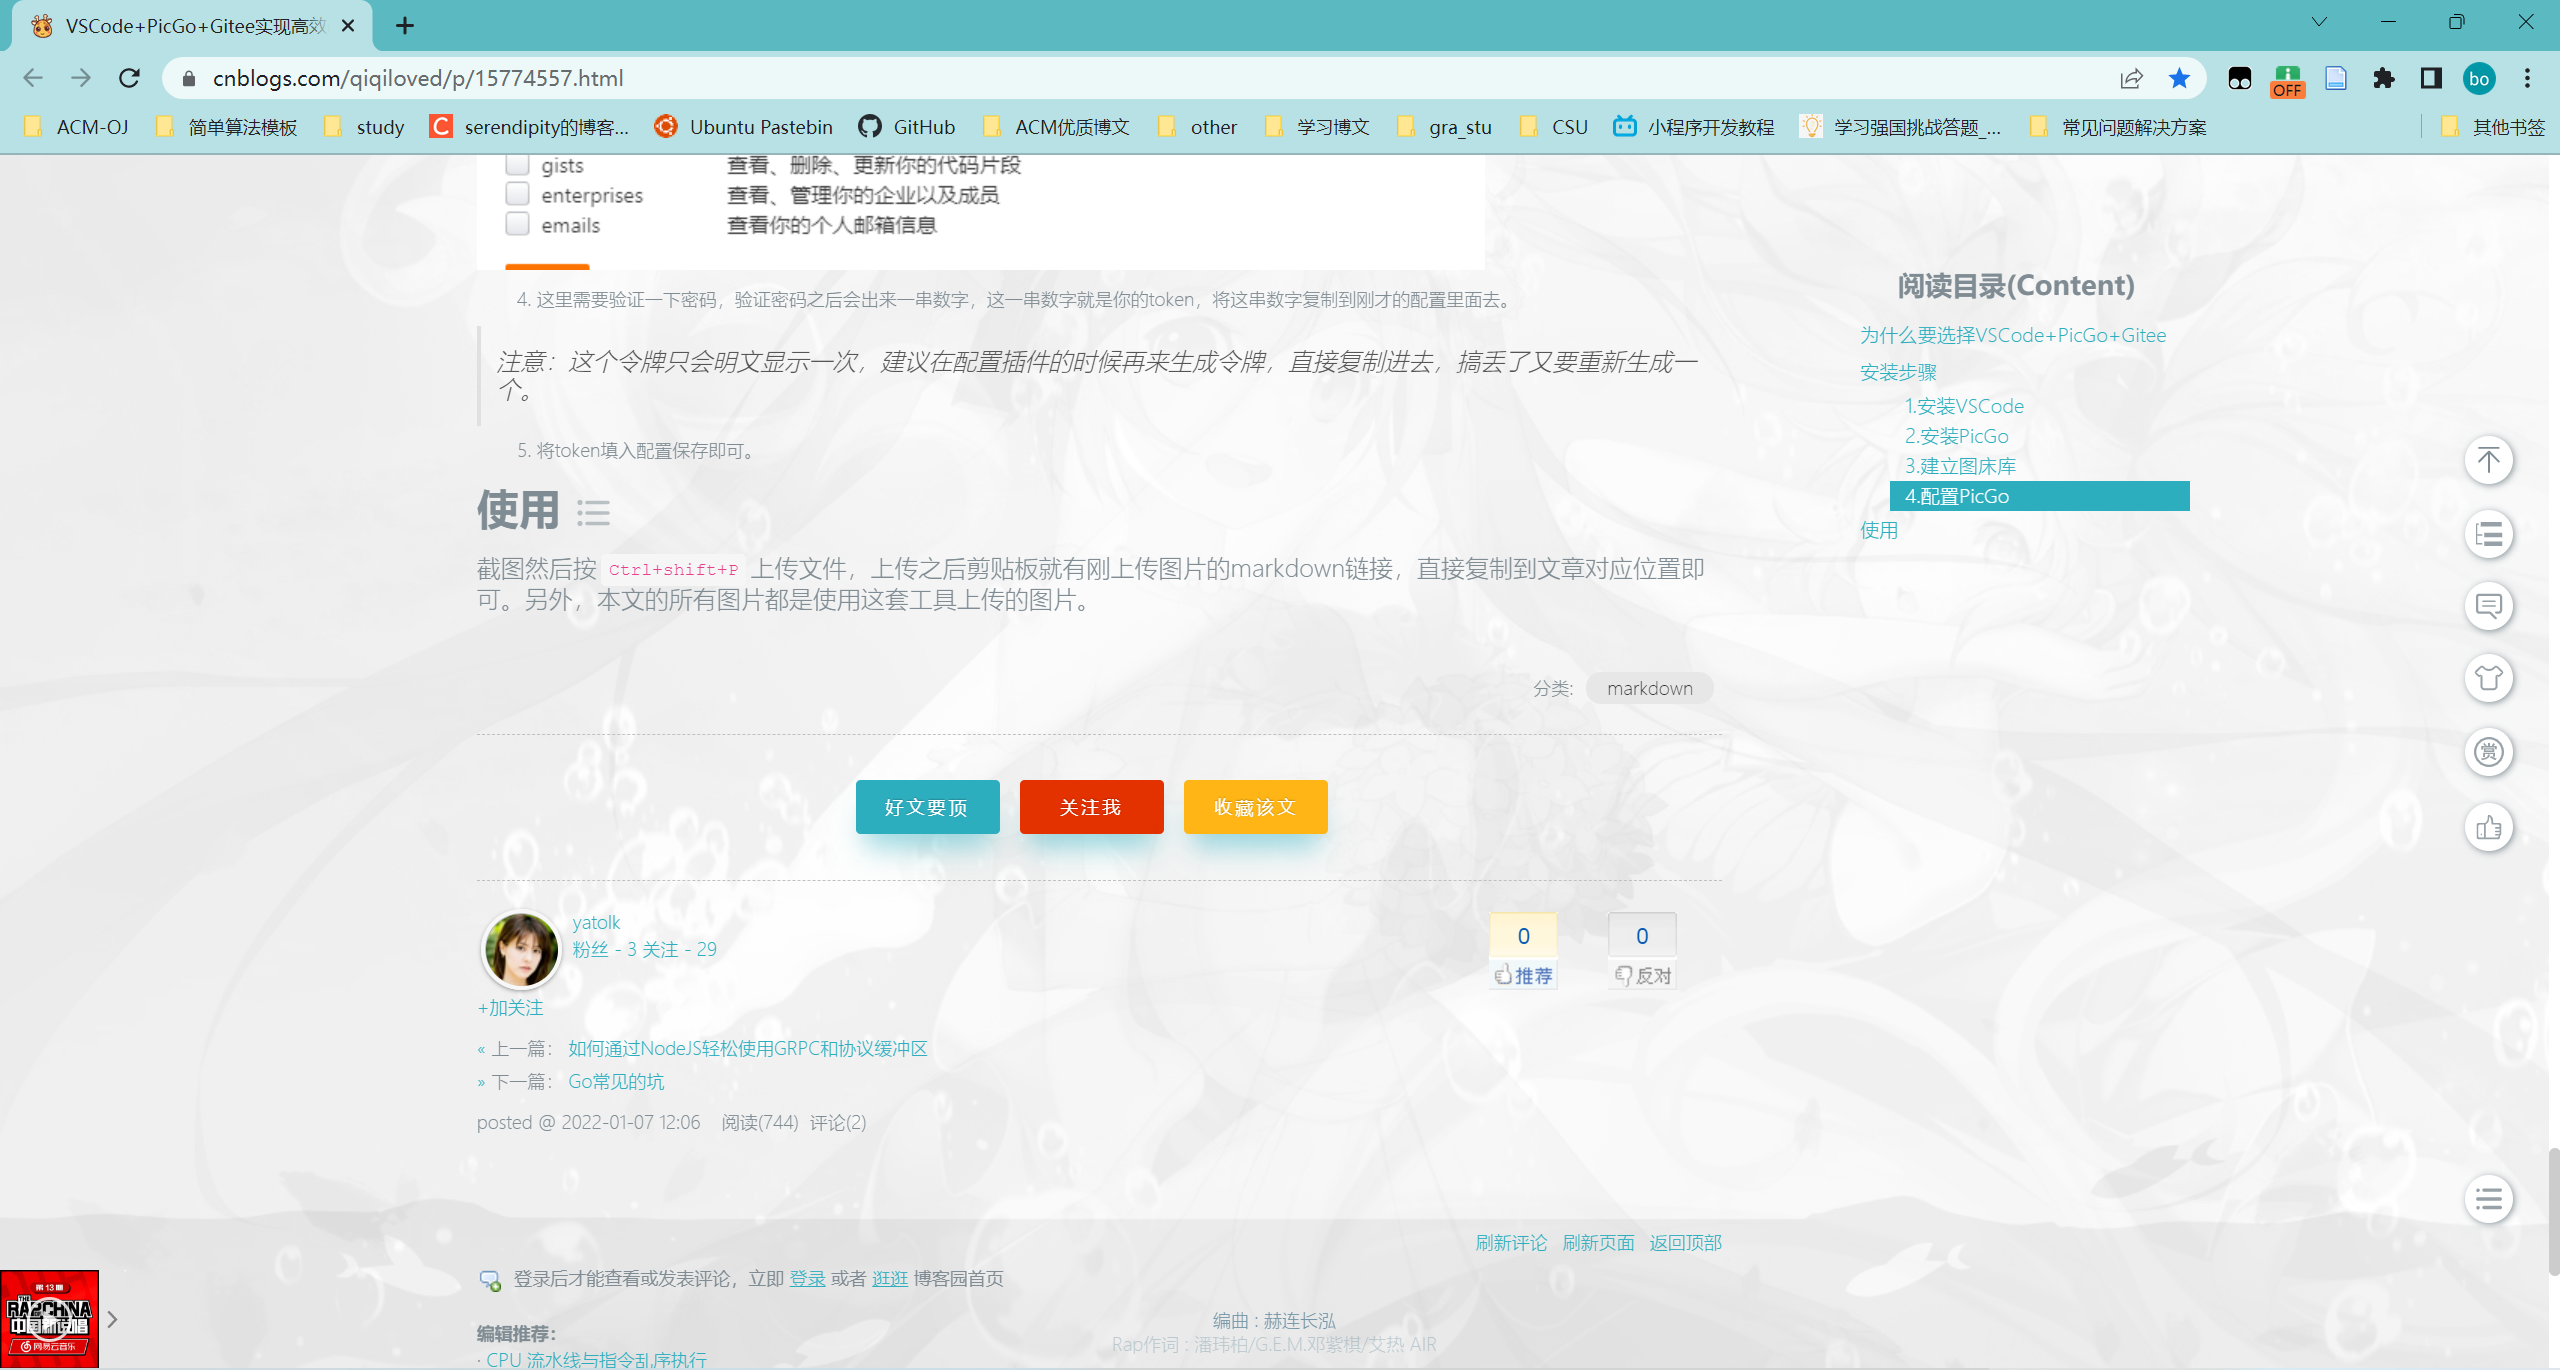 VSCode+PicGo+Gitee实现高效
cnblogs.com/qiqiloved/p/15774557.html
OFF
bo
ACM-OJ
简单算法模板
study
serendipity的博客...
Ubuntu Pastebin
GitHub
ACM优质博文
other
学习博文
gra_stu
CSU
小程序开发教程
学习强国挑战答题_...
常见问题解决方案
其他书签
gists 查看、删除、更新你的代码片段
enterprises 查看、管理你的企业以及成员
emails 查看你的个人邮箱信息
4. 这里需要验证一下密码，验证密码之后会出来一串数字，这一串数字就是你的token，将这串数字复制到刚才的配置里面去。
注意：这个令牌只会明文显示一次，建议在配置插件的时候再来生成令牌，直接复制进去，搞丢了又要重新生成一
个。
5. 将token填入配置保存即可。
使用
截图然后按 Ctrl+shift+P 上传文件，上传之后剪贴板就有刚上传图片的markdown链接，直接复制到文章对应位置即
可。另外，本文的所有图片都是使用这套工具上传的图片。
分类: markdown
好文要顶 关注我 收藏该文
yatolk
粉丝 - 3 关注 - 29
+加关注
0 0
推荐 反对
« 上一篇： 如何通过NodeJS轻松使用GRPC和协议缓冲区
» 下一篇： Go常见的坑
posted @ 2022-01-07 12:06 阅读(744) 评论(2)
刷新评论 刷新页面 返回顶部
登录后才能查看或发表评论，立即 登录 或者 逛逛 博客园首页
编辑推荐：
· CPU 流水线与指令乱序执行
编曲 : 赫连长泓
Rap作词 : 潘玮柏/G.E.M.邓紫棋/艾热 AIR
阅读目录(Content)
为什么要选择VSCode+PicGo+Gitee
安装步骤
1.安装VSCode
2.安装PicGo
3.建立图床库
4.配置PicGo
使用
赏
第13期
THE
RAP CHINA
中国新说唱
网易云音乐